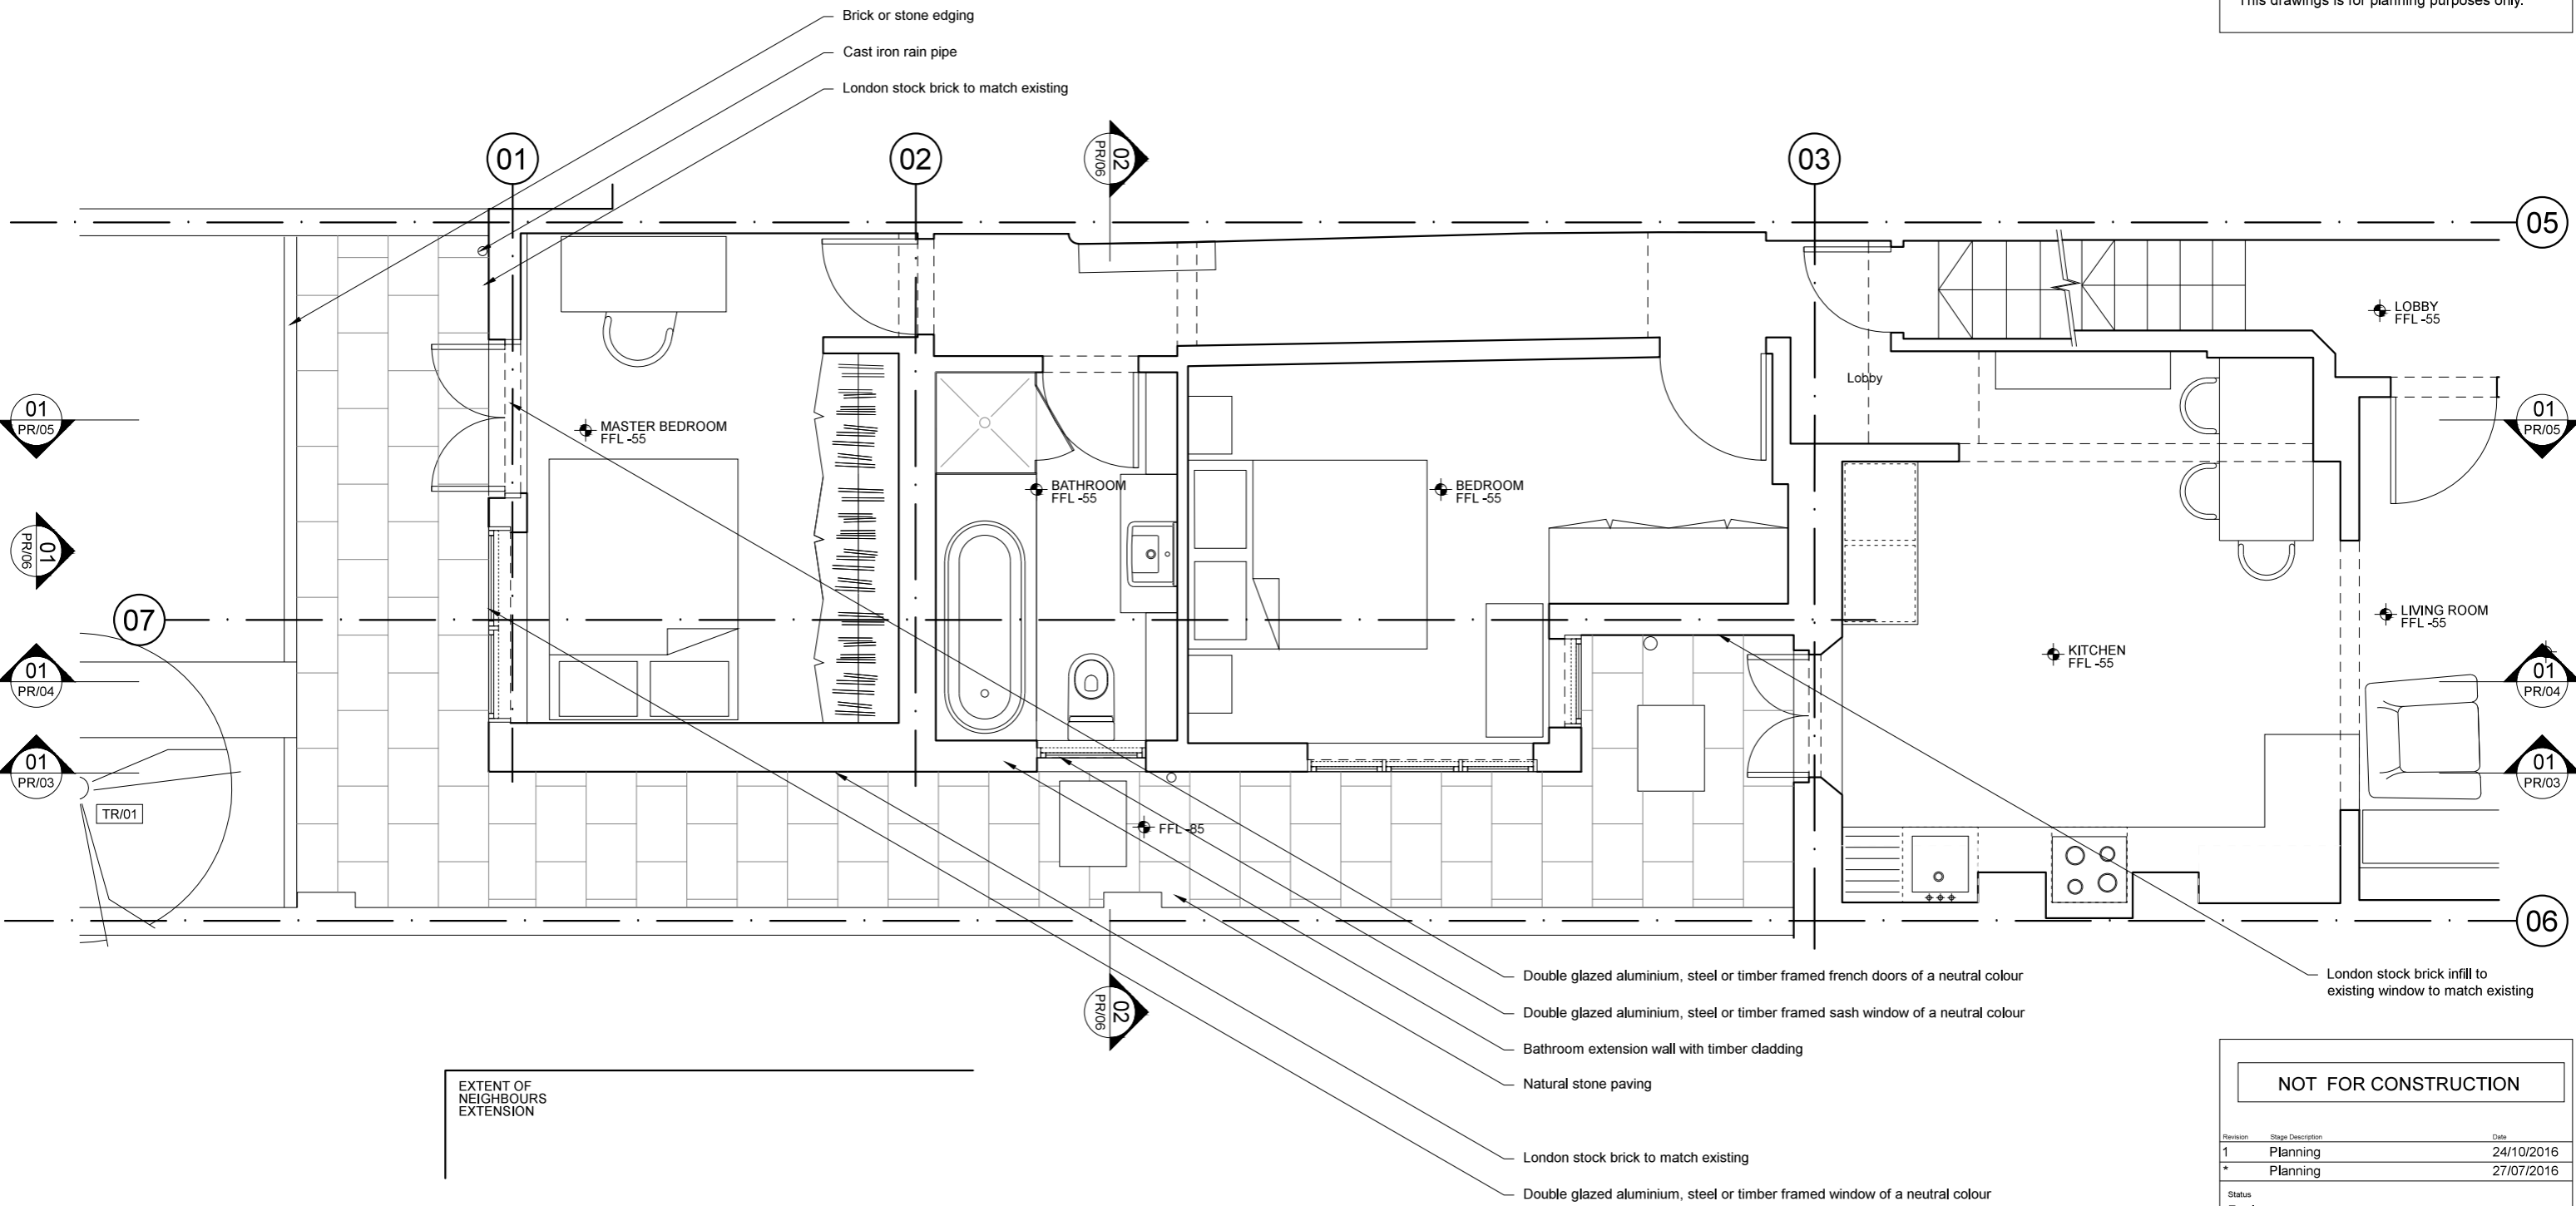 This drawings is for planning purposes only.
Brick or stone edging
Cast iron rain pipe
London stock brick to match existing
01
02
02
PR/06
03
05
LOBBY
FFL -55
Lobby
01
PR/05
01
PR/05
MASTER BEDROOM
FFL -55
BATHROOM
FFL -55
BEDROOM
FFL -55
01
PR/06
07
LIVING ROOM
FFL -55
KITCHEN
FFL -55
01
PR/04
01
PR/04
01
PR/03
01
PR/03
TR/01
FFL -85
06
Double glazed aluminium, steel or timber framed french doors of a neutral colour
London stock brick infill to
existing window to match existing
02
PR/06
Double glazed aluminium, steel or timber framed sash window of a neutral colour
Bathroom extension wall with timber cladding
Natural stone paving
EXTENT OF
NEIGHBOURS
EXTENSION
London stock brick to match existing
Double glazed aluminium, steel or timber framed window of a neutral colour
NOT FOR CONSTRUCTION
Revision Stage Description Date
1 Planning 24/10/2016
* Planning 27/07/2016
Status